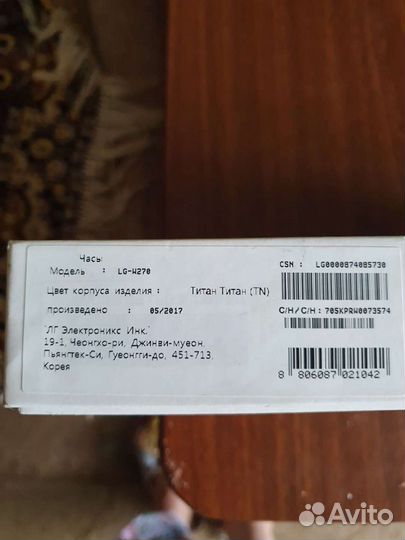 Часы
Модель : LG-W270
Цвет корпуса изделия : Титан Титан (TN)
произведено : 05/2017
"ЛГ Электроникс Инк."
19-1, Чеонгхо-ри, Джинви-муеон,
Пьянгтек-Си, Гуеонгги-до, 451-713,
Корея
CSN : LG0000874085730
С/Н/С/Н : 705KPRW0073574
8 806087 021042
Avito